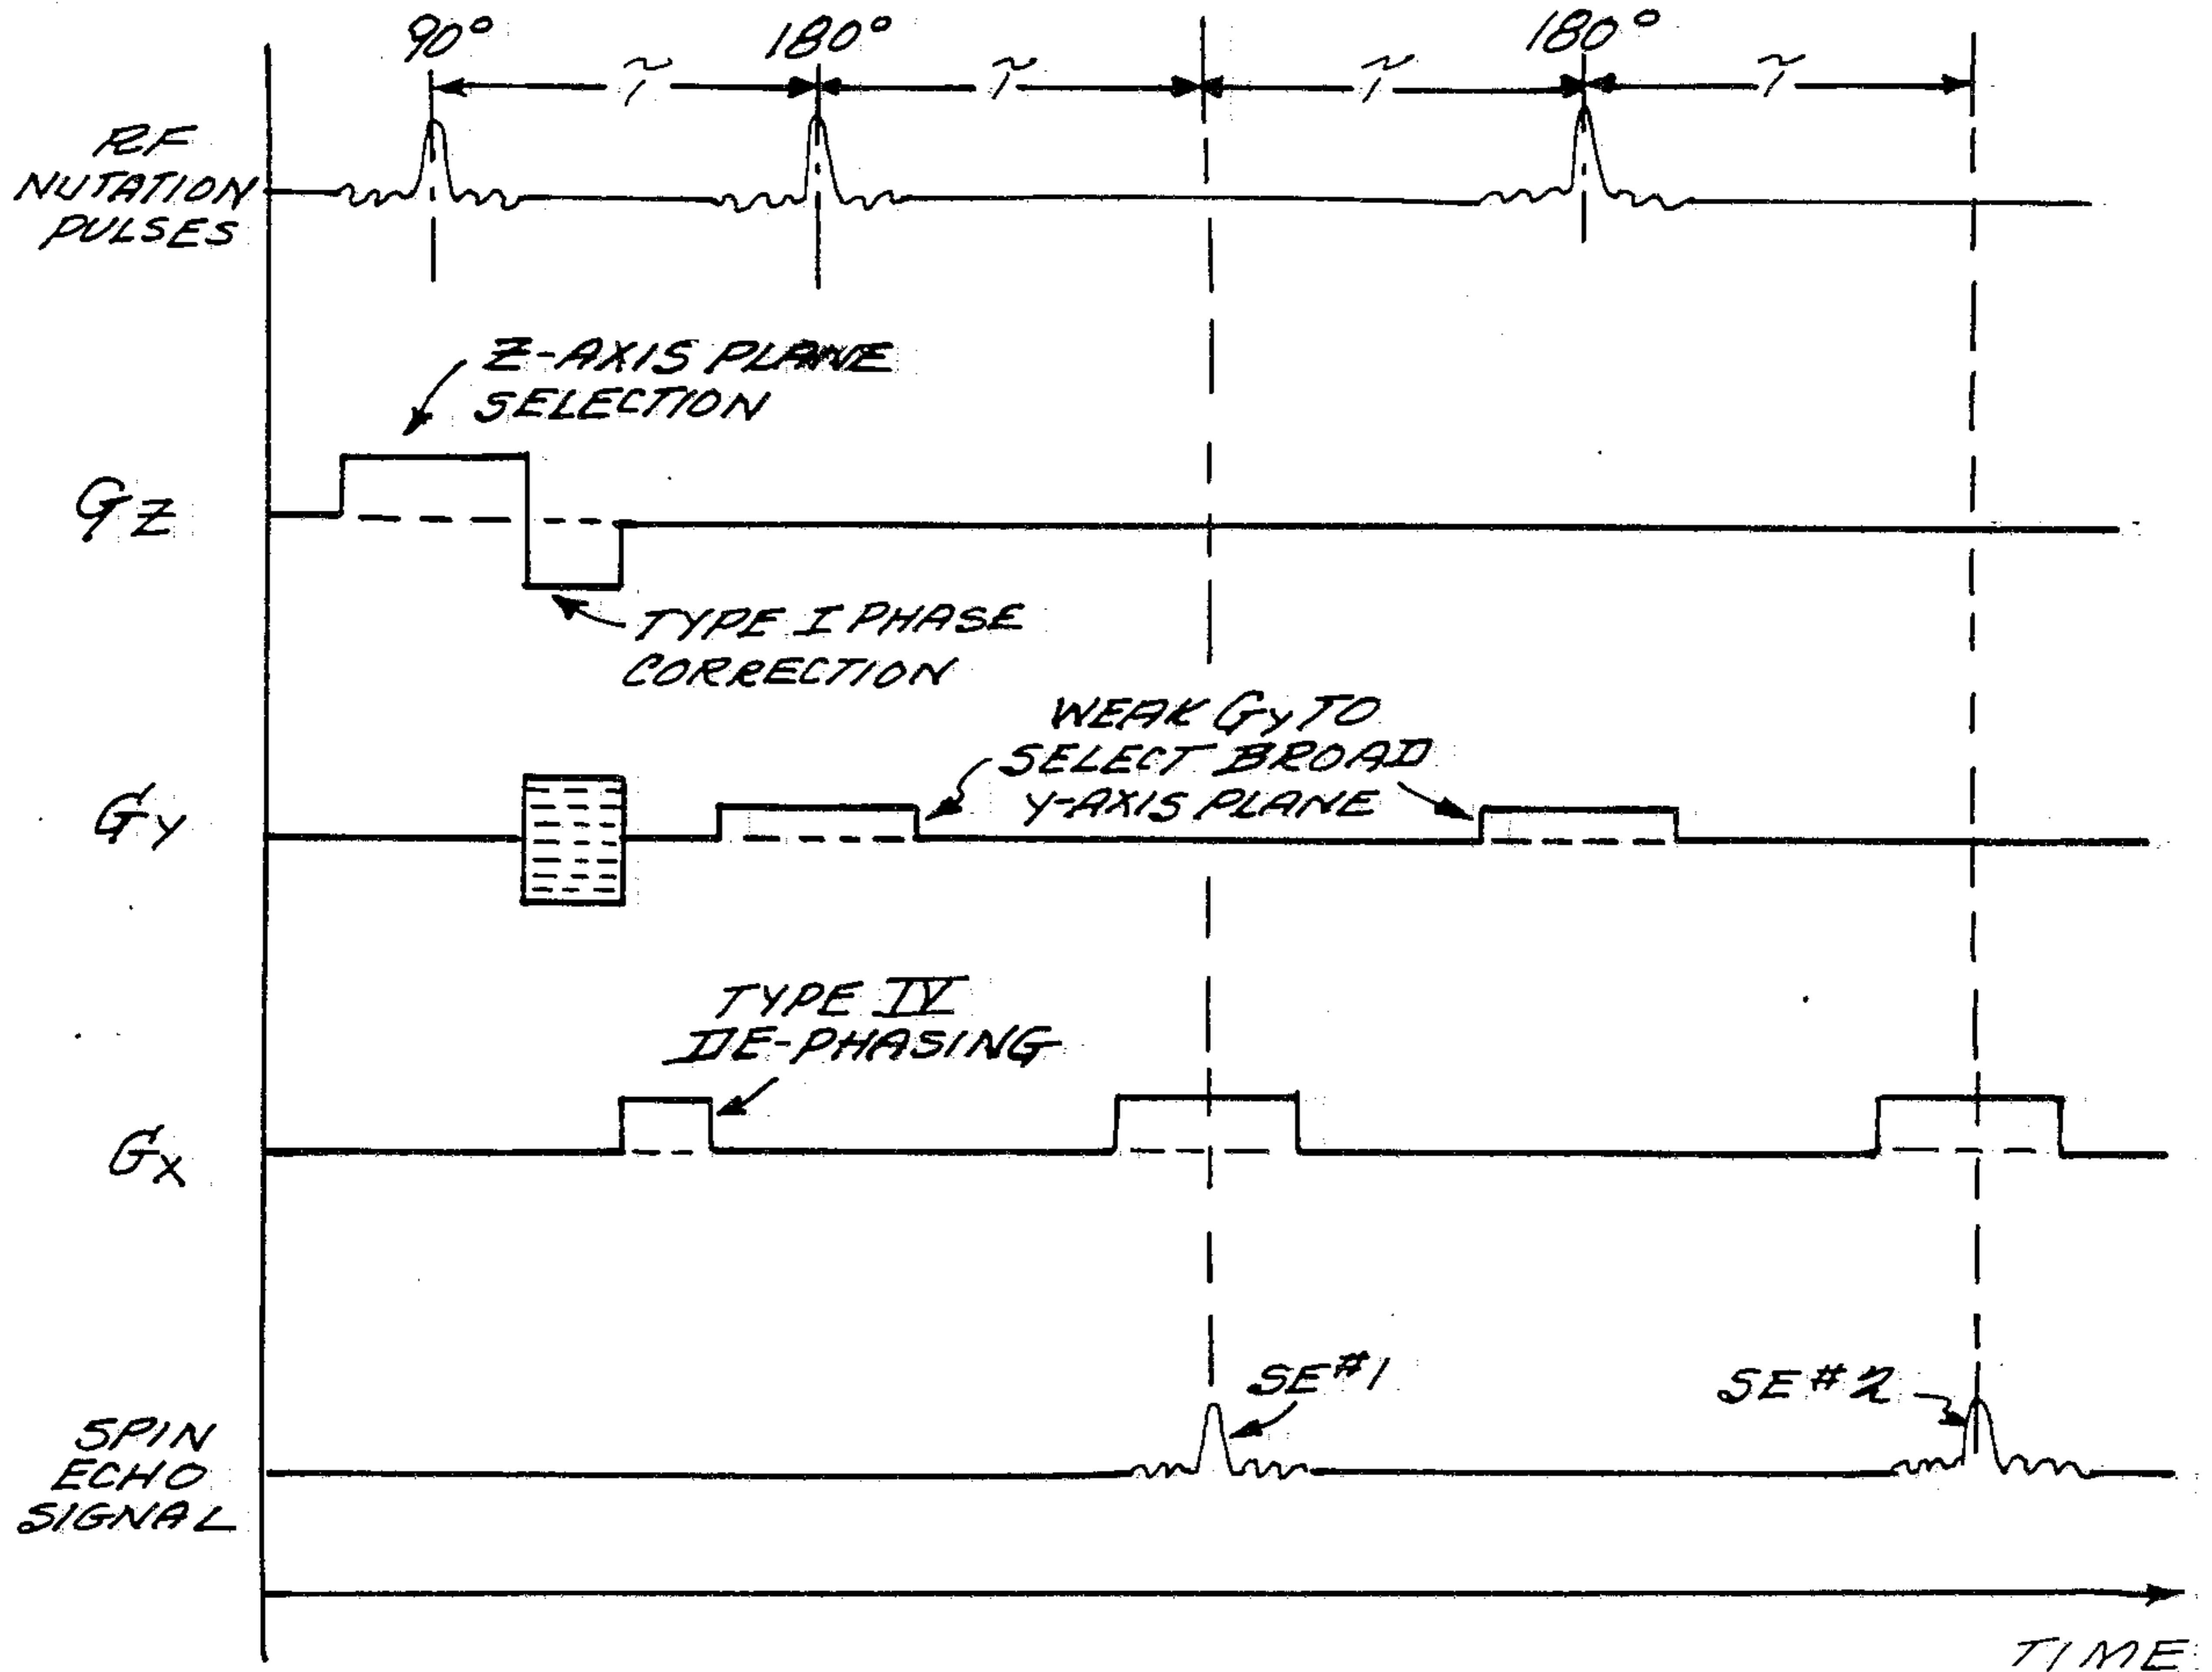 90° 180° 180°
τ τ τ τ
RF
NUTATION
PULSES
Z-AXIS PLANE
SELECTION
GZ
TYPE I PHASE
CORRECTION
WEAK GY TO
SELECT BROAD
Y-AXIS PLANE
GY
TYPE IV
DE-PHASING
GX
SE#1
SE#2
SPIN
ECHO
SIGNAL
TIME